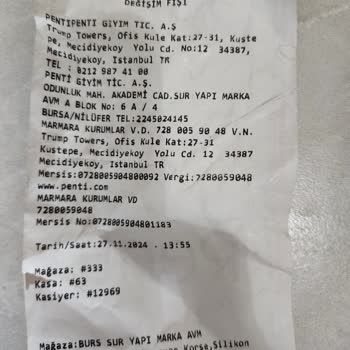 DEĞİŞİM FİŞİ
PENTIPENTI GIYIM TIC. A.Ş
Trump Towers, Ofis Kule Kat:27-31, Kuste
pe, Mecidiyekoy Yolu Cd. No:12 34387,
Mecidiyekoy, Istanbul TR
TEL : 0212 987 41 00
PENTİ GİYİM TİC. A.Ş.
ODUNLUK MAH. AKADEMİ CAD.SUR YAPI MARKA
AVM A BLOK No: 6 A / 4
BURSA/NİLÜFER TEL:2245024145
MARMARA KURUMLAR V.D. 728 005 90 48 V.N.
Trump Towers, Ofis Kule Kat:27-31
Kustepe, Mecidiyekoy Yolu Cd. :12 34387
Mecidiyekoy, Istanbul TR
Mersis:0728005904800092 Vergi:7280059048
www.penti.com
MARMARA KURUMLAR VD
7280059048
Mersis No:0728005904801183
Tarih/Saat:27.11.2024 - 13:55
Mağaza: #333
Kasa: #63
Kasiyer: #12969
Mağaza:BURS SUR YAPI MARKA AVM
Korse,Silikon